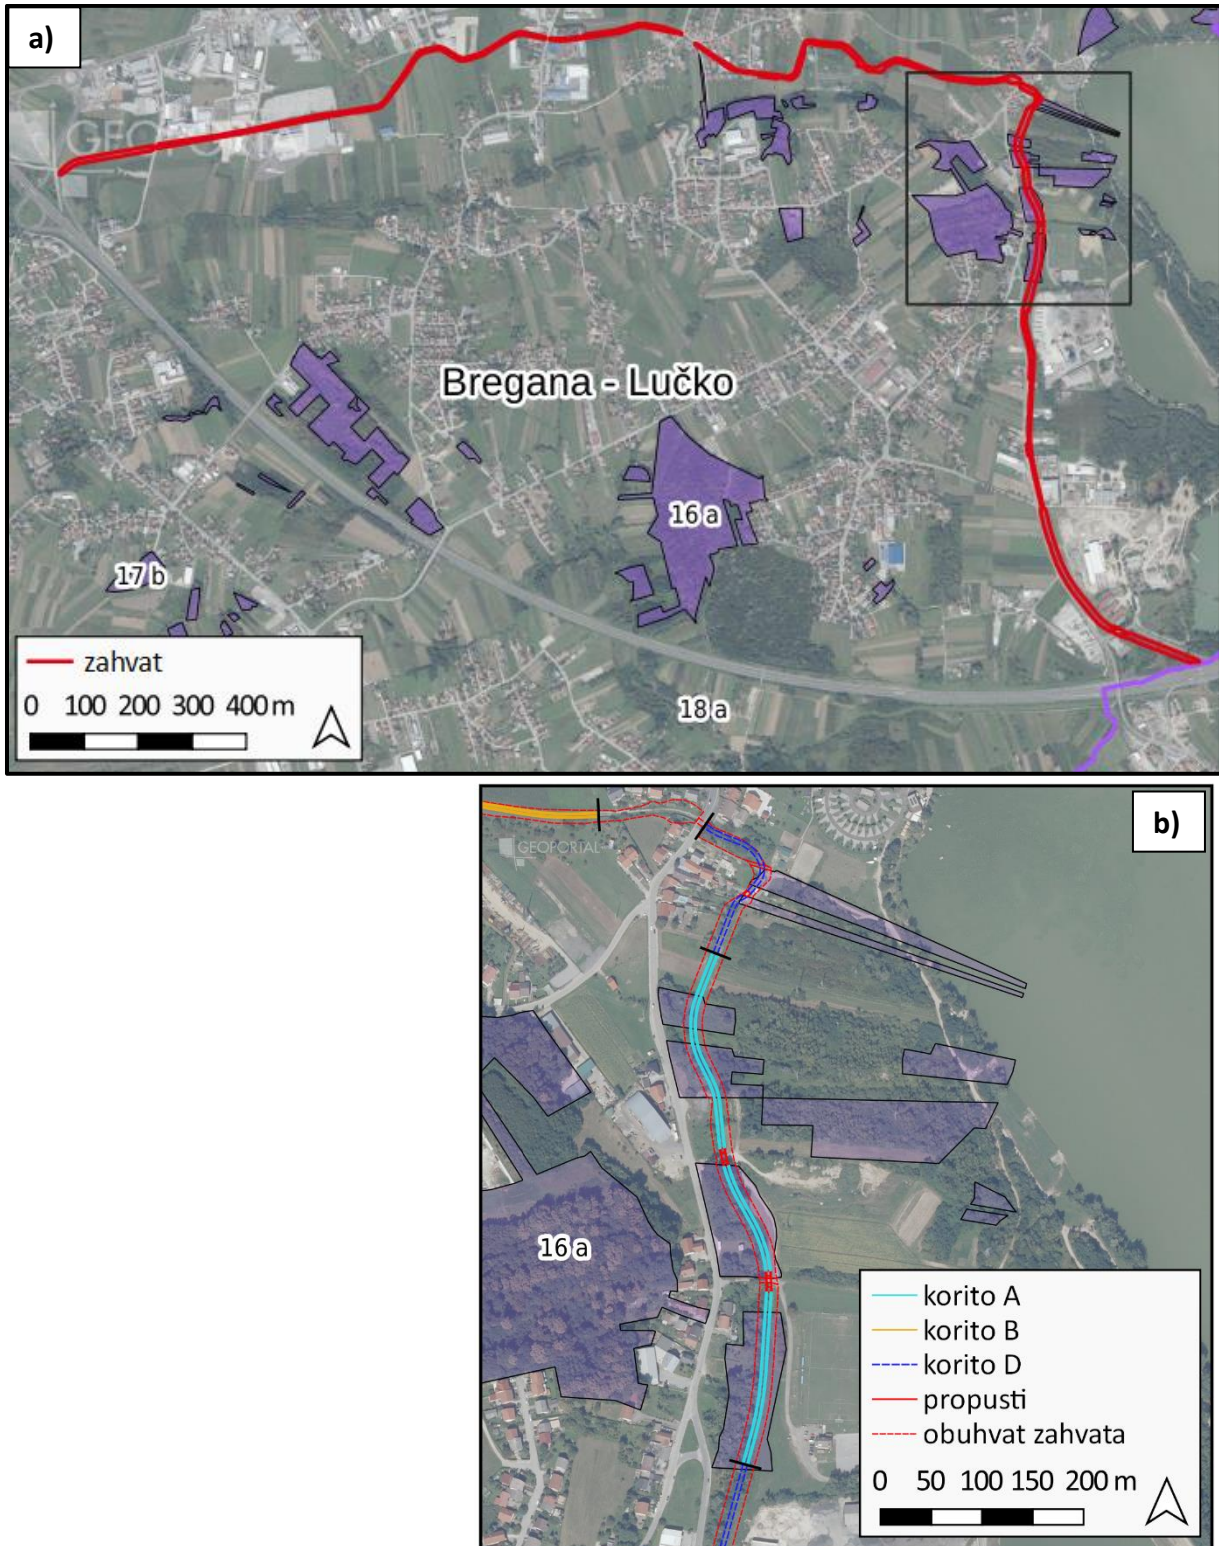 a)
GEOPO
Bregana - Lučko
16 a
17 b
18 a
zahvat
0 100 200 300 400 m
b)
GEOPORTAL
16 a
korito A
korito B
korito D
propusti
obuhvat zahvata
0 50 100 150 200 m